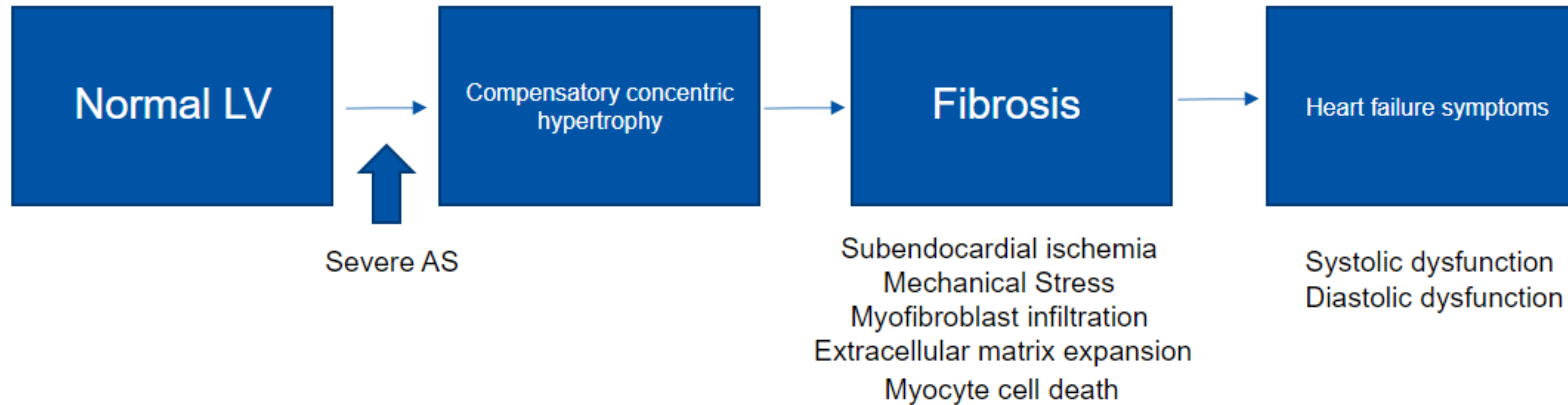 Normal LV
Compensatory concentric
hypertrophy
Fibrosis
Heart failure symptoms
Severe AS
Subendocardial ischemia
Mechanical Stress
Myofibroblast infiltration
Extracellular matrix expansion
Myocyte cell death
Systolic dysfunction
Diastolic dysfunction